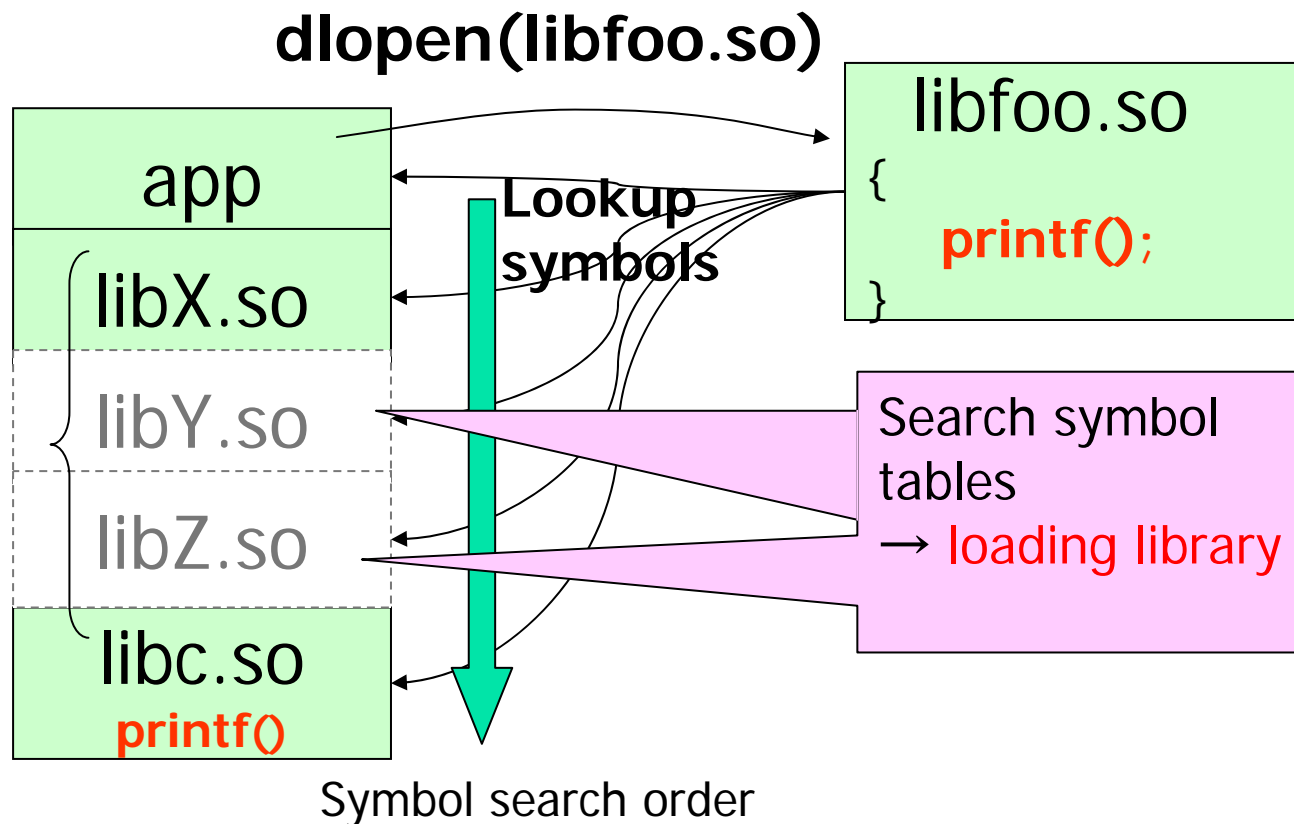 dlopen(libfoo.so)
app
libX.so
libY.so
libZ.so
libc.so
printf()
Lookup
symbols
libfoo.so
{
printf();
}
Search symbol
tables
→ loading library
Symbol search order